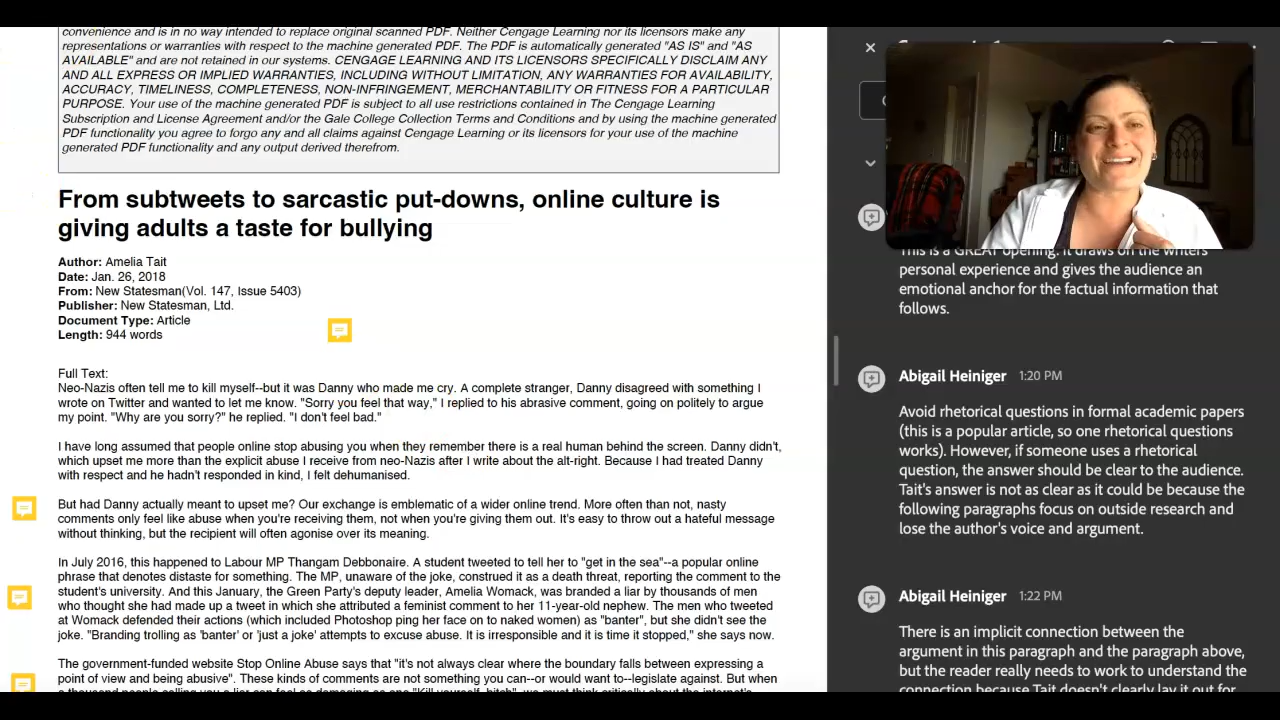 convenience and is in no way intended to replace original scanned PDF. Neither Cengage Learning nor its licensors make any
representations or warranties with respect to the machine generated PDF. The PDF is automatically generated "AS IS" and "AS
AVAILABLE" and are not retained in our systems. CENGAGE LEARNING AND ITS LICENSORS SPECIFICALLY DISCLAIM ANY
AND ALL EXPRESS OR IMPLIED WARRANTIES, INCLUDING WITHOUT LIMITATION, ANY WARRANTIES FOR AVAILABILITY,
ACCURACY, TIMELINESS, COMPLETENESS, NON-INFRINGEMENT, MERCHANTABILITY OR FITNESS FOR A PARTICULAR
PURPOSE. Your use of the machine generated PDF is subject to all use restrictions contained in The Cengage Learning
Subscription and License Agreement and/or the Gale College Collection Terms and Conditions and by using the machine generated
PDF functionality you agree to forgo any and all claims against Cengage Learning or its licensors for your use of the machine
generated PDF functionality and any output derived therefrom.
From subtweets to sarcastic put-downs, online culture is
giving adults a taste for bullying
Author: Amelia Tait
Date: Jan. 26, 2018
From: New Statesman(Vol. 147, Issue 5403)
Publisher: New Statesman, Ltd.
Document Type: Article
Length: 944 words
Full Text:
Neo-Nazis often tell me to kill myself--but it was Danny who made me cry. A complete stranger, Danny disagreed with something I
wrote on Twitter and wanted to let me know. "Sorry you feel that way," I replied to his abrasive comment, going on politely to argue
my point. "Why are you sorry?" he replied. "I don't feel bad."
I have long assumed that people online stop abusing you when they remember there is a real human behind the screen. Danny didn't,
which upset me more than the explicit abuse I receive from neo-Nazis after I write about the alt-right. Because I had treated Danny
with respect and he hadn't responded in kind, I felt dehumanised.
But had Danny actually meant to upset me? Our exchange is emblematic of a wider online trend. More often than not, nasty
comments only feel like abuse when you're receiving them, not when you're giving them out. It's easy to throw out a hateful message
without thinking, but the recipient will often agonise over its meaning.
In July 2016, this happened to Labour MP Thangam Debbonaire. A student tweeted to tell her to "get in the sea"--a popular online
phrase that denotes distaste for something. The MP, unaware of the joke, construed it as a death threat, reporting the comment to the
student's university. And this January, the Green Party's deputy leader, Amelia Womack, was branded a liar by thousands of men
who thought she had made up a tweet in which she attributed a feminist comment to her 11-year-old nephew. The men who tweeted
at Womack defended their actions (which included Photoshop ping her face on to naked women) as "banter", but she didn't see the
joke. "Branding trolling as 'banter' or 'just a joke' attempts to excuse abuse. It is irresponsible and it is time it stopped," she says now.
The government-funded website Stop Online Abuse says that "it's not always clear where the boundary falls between expressing a
point of view and being abusive". These kinds of comments are not something you can--or would want to--legislate against. But when
a thousand people calling you a liar can feel as damaging as one "Kill yourself, bitch", we must think critically about the internet's
This is a GREAT opening. It draws on the writers
personal experience and gives the audience an
emotional anchor for the factual information that
follows.
Abigail Heiniger 1:20 PM
Avoid rhetorical questions in formal academic papers
(this is a popular article, so one rhetorical questions
works). However, if someone uses a rhetorical
question, the answer should be clear to the audience.
Tait's answer is not as clear as it could be because the
following paragraphs focus on outside research and
lose the author's voice and argument.
Abigail Heiniger 1:22 PM
There is an implicit connection between the
argument in this paragraph and the paragraph above,
but the reader really needs to work to understand the
connection because Tait doesn't clearly lay it out for